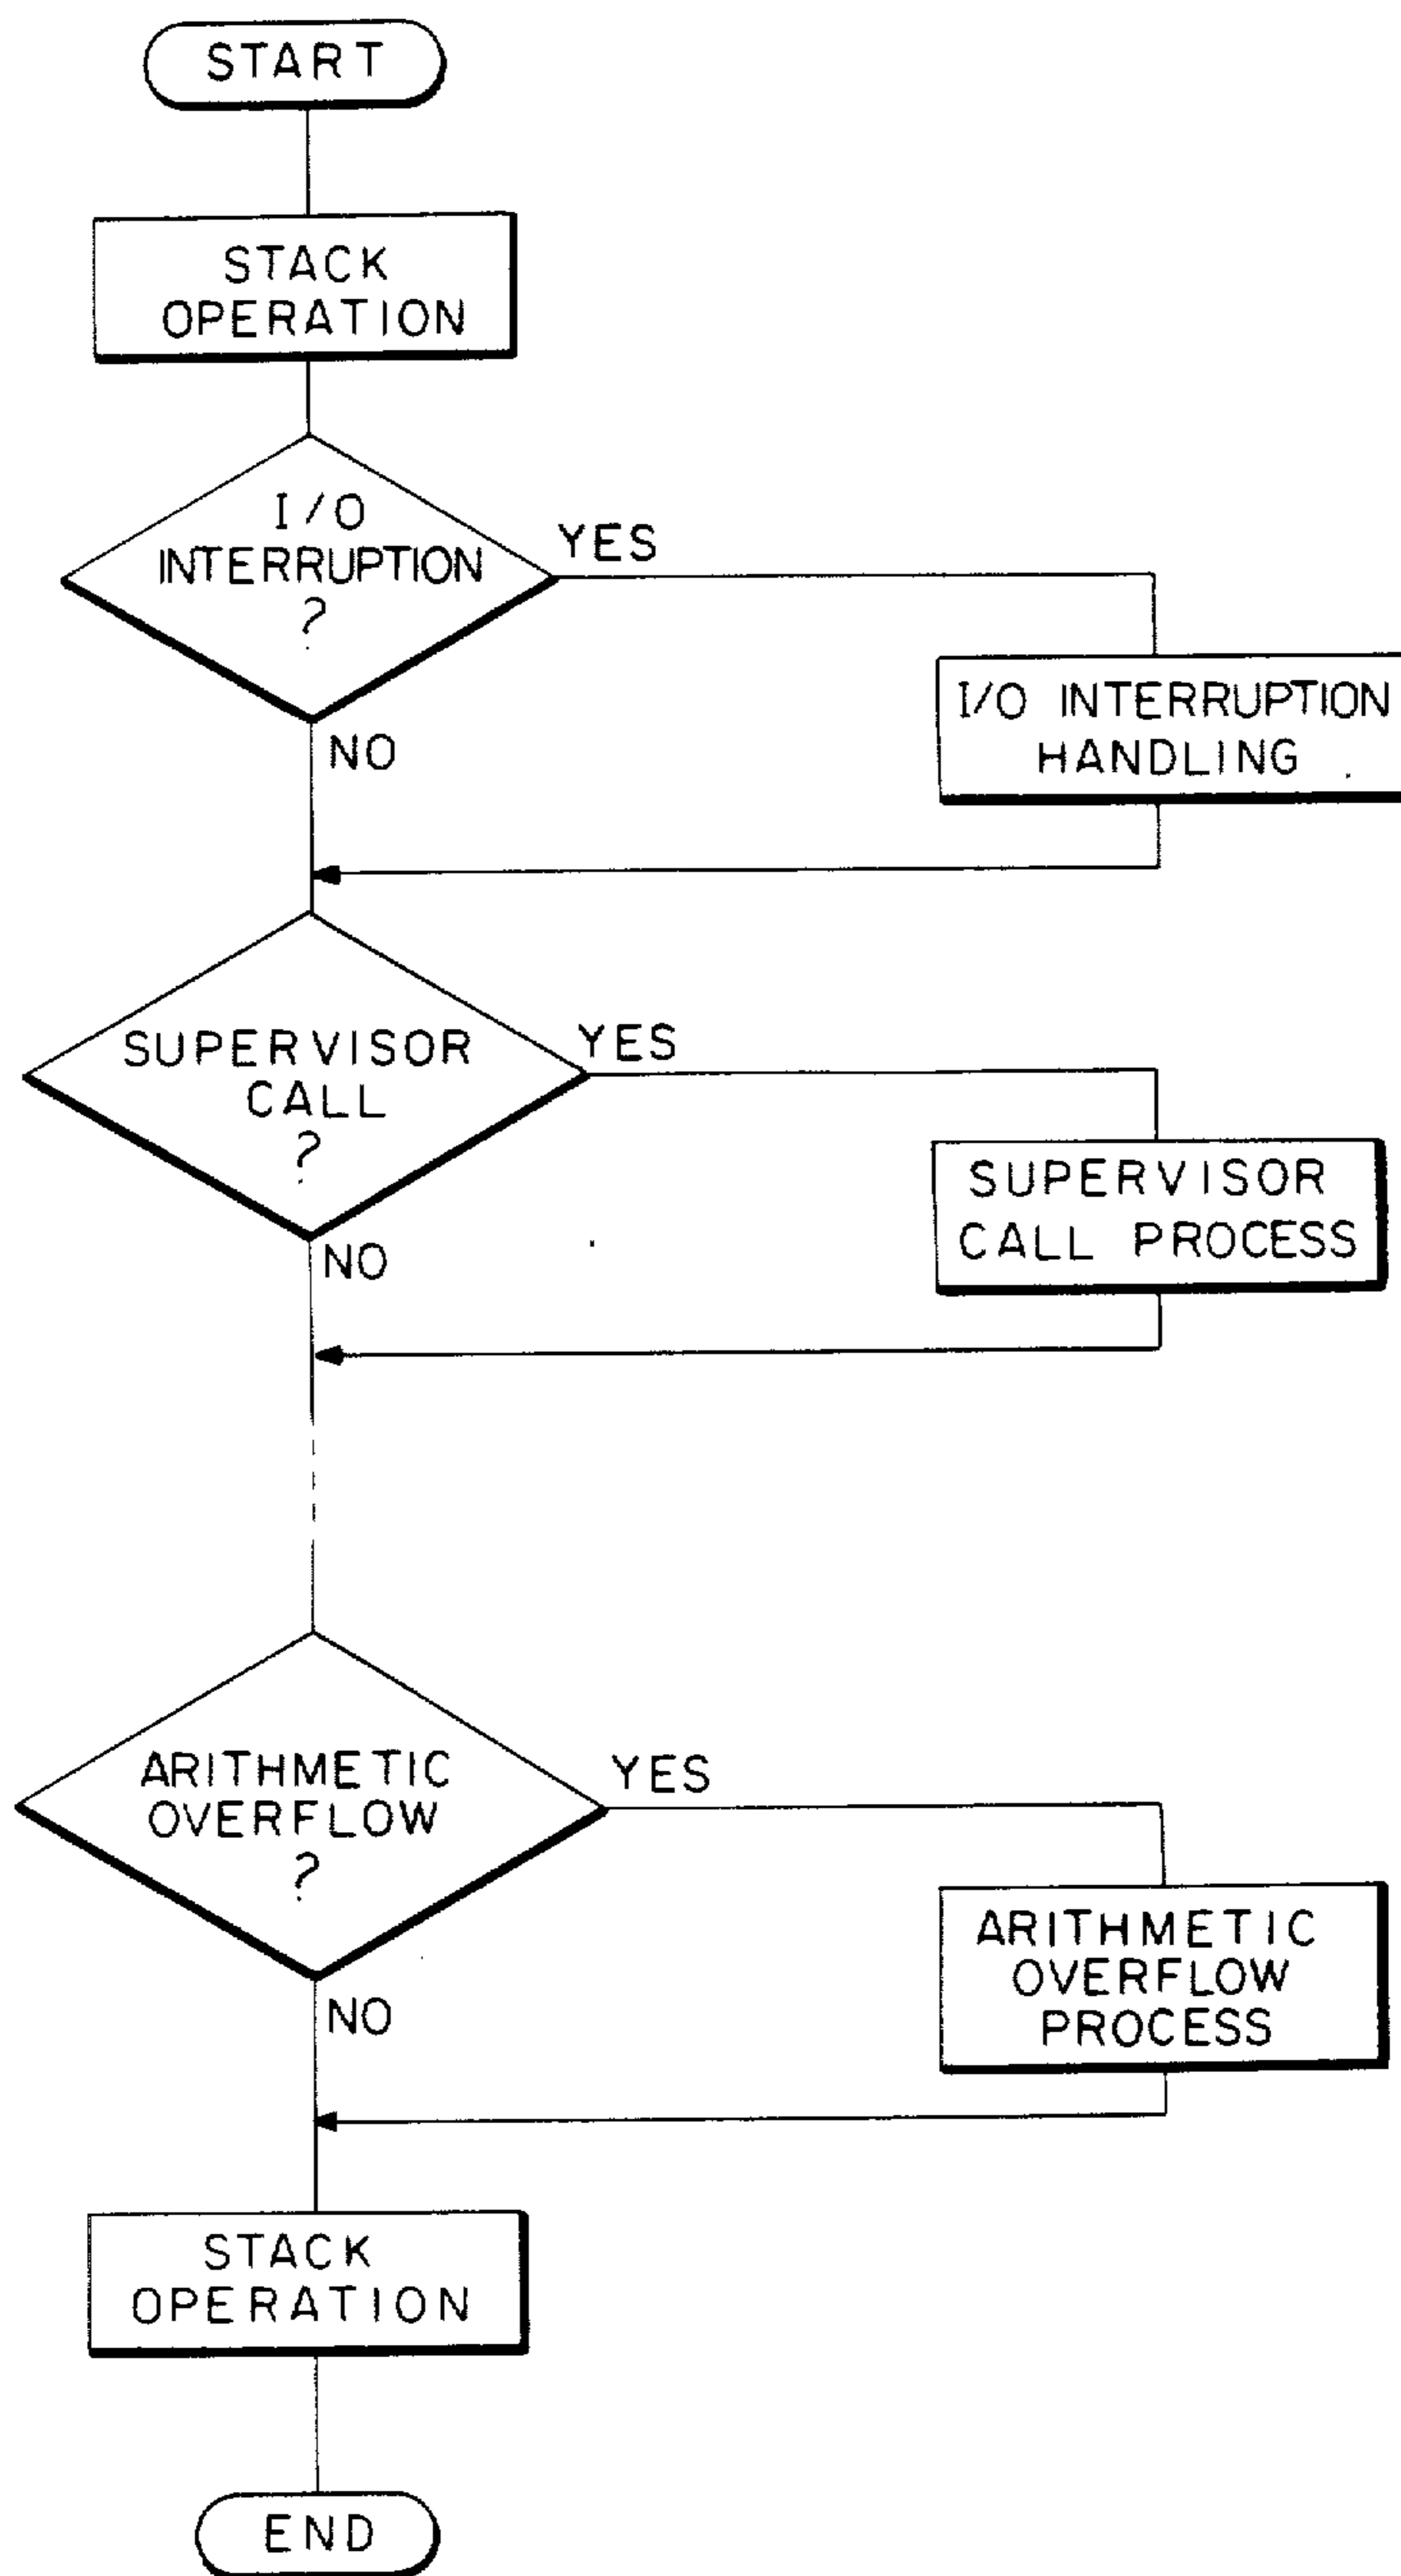 START
STACK
OPERATION
I/O
INTERRUPTION
?
YES
I/O INTERRUPTION
HANDLING
NO
SUPERVISOR
CALL
?
YES
SUPERVISOR
CALL PROCESS
NO
ARITHMETIC
OVERFLOW
?
YES
ARITHMETIC
OVERFLOW
PROCESS
NO
STACK
OPERATION
END